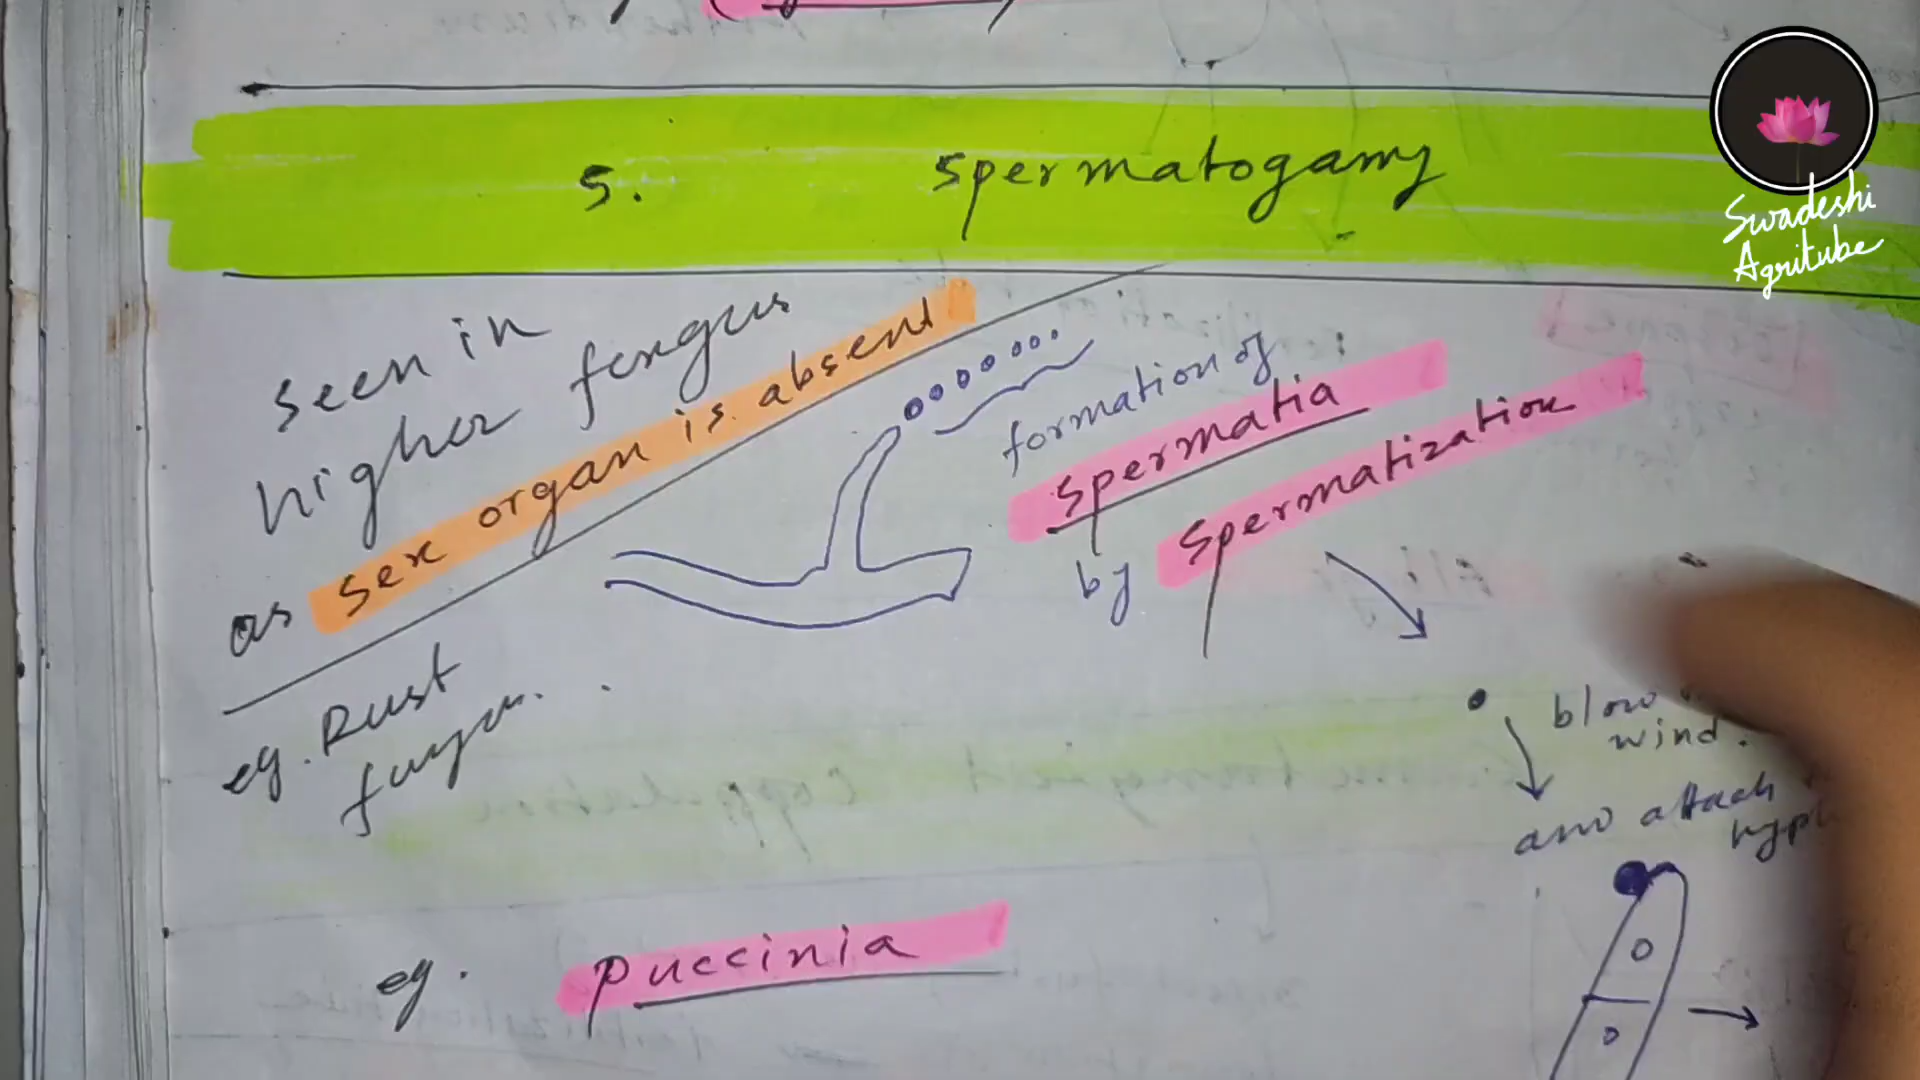 5. Spermatogamy
Swadeshi
Agritube
Seen in
higher fungus
as sex organ is absent
eg. Rust
formation of
spermatia
by Spermatization
blow
wind.
and attach
eg. Puccinia